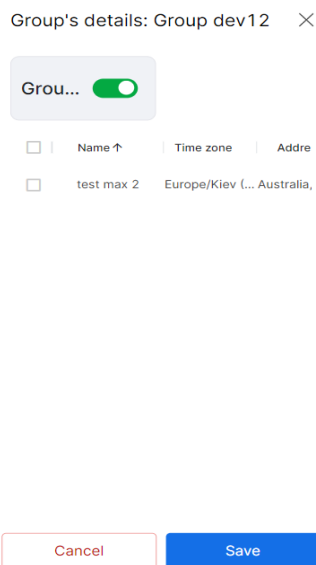 Group's details: Group dev12
Grou...
Name Time zone Addre
test max 2 Europe/Kiev (... Australia,
Cancel Save